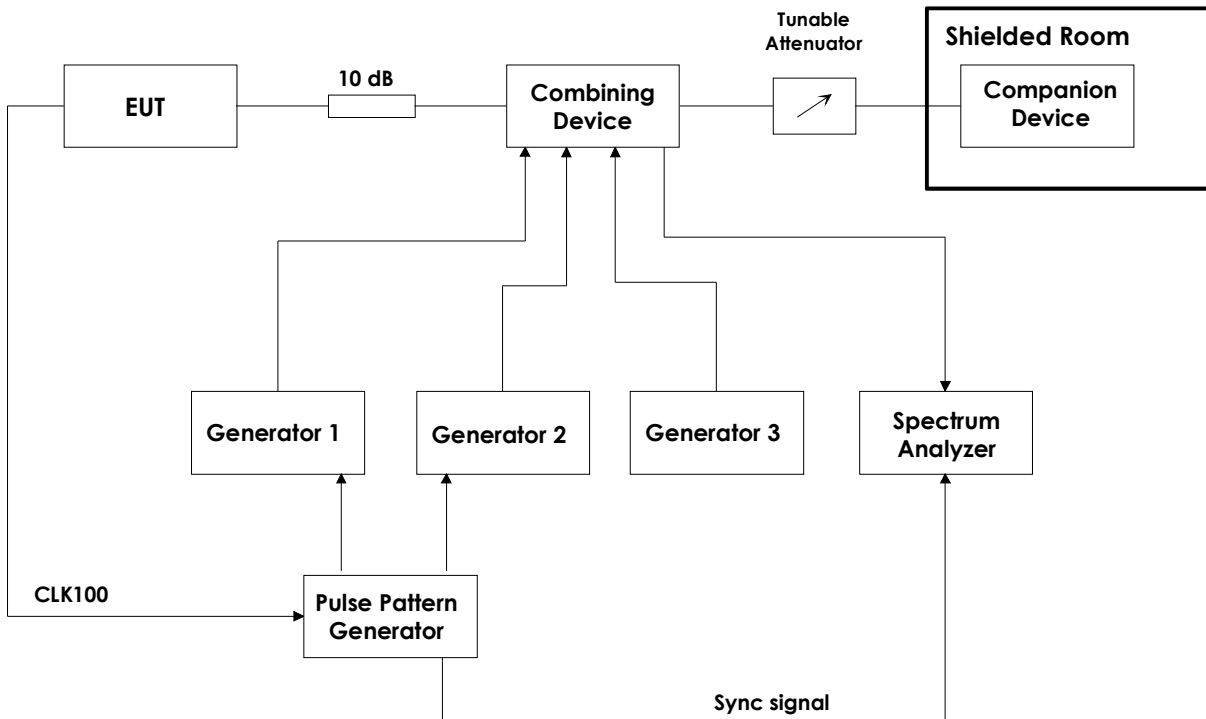 Tunable
Attenuator
Shielded Room
10 dB
EUT
Combining
Device
Companion
Device
Generator 1
Generator 2
Generator 3
Spectrum
Analyzer
CLK100
Pulse Pattern
Generator
Sync signal